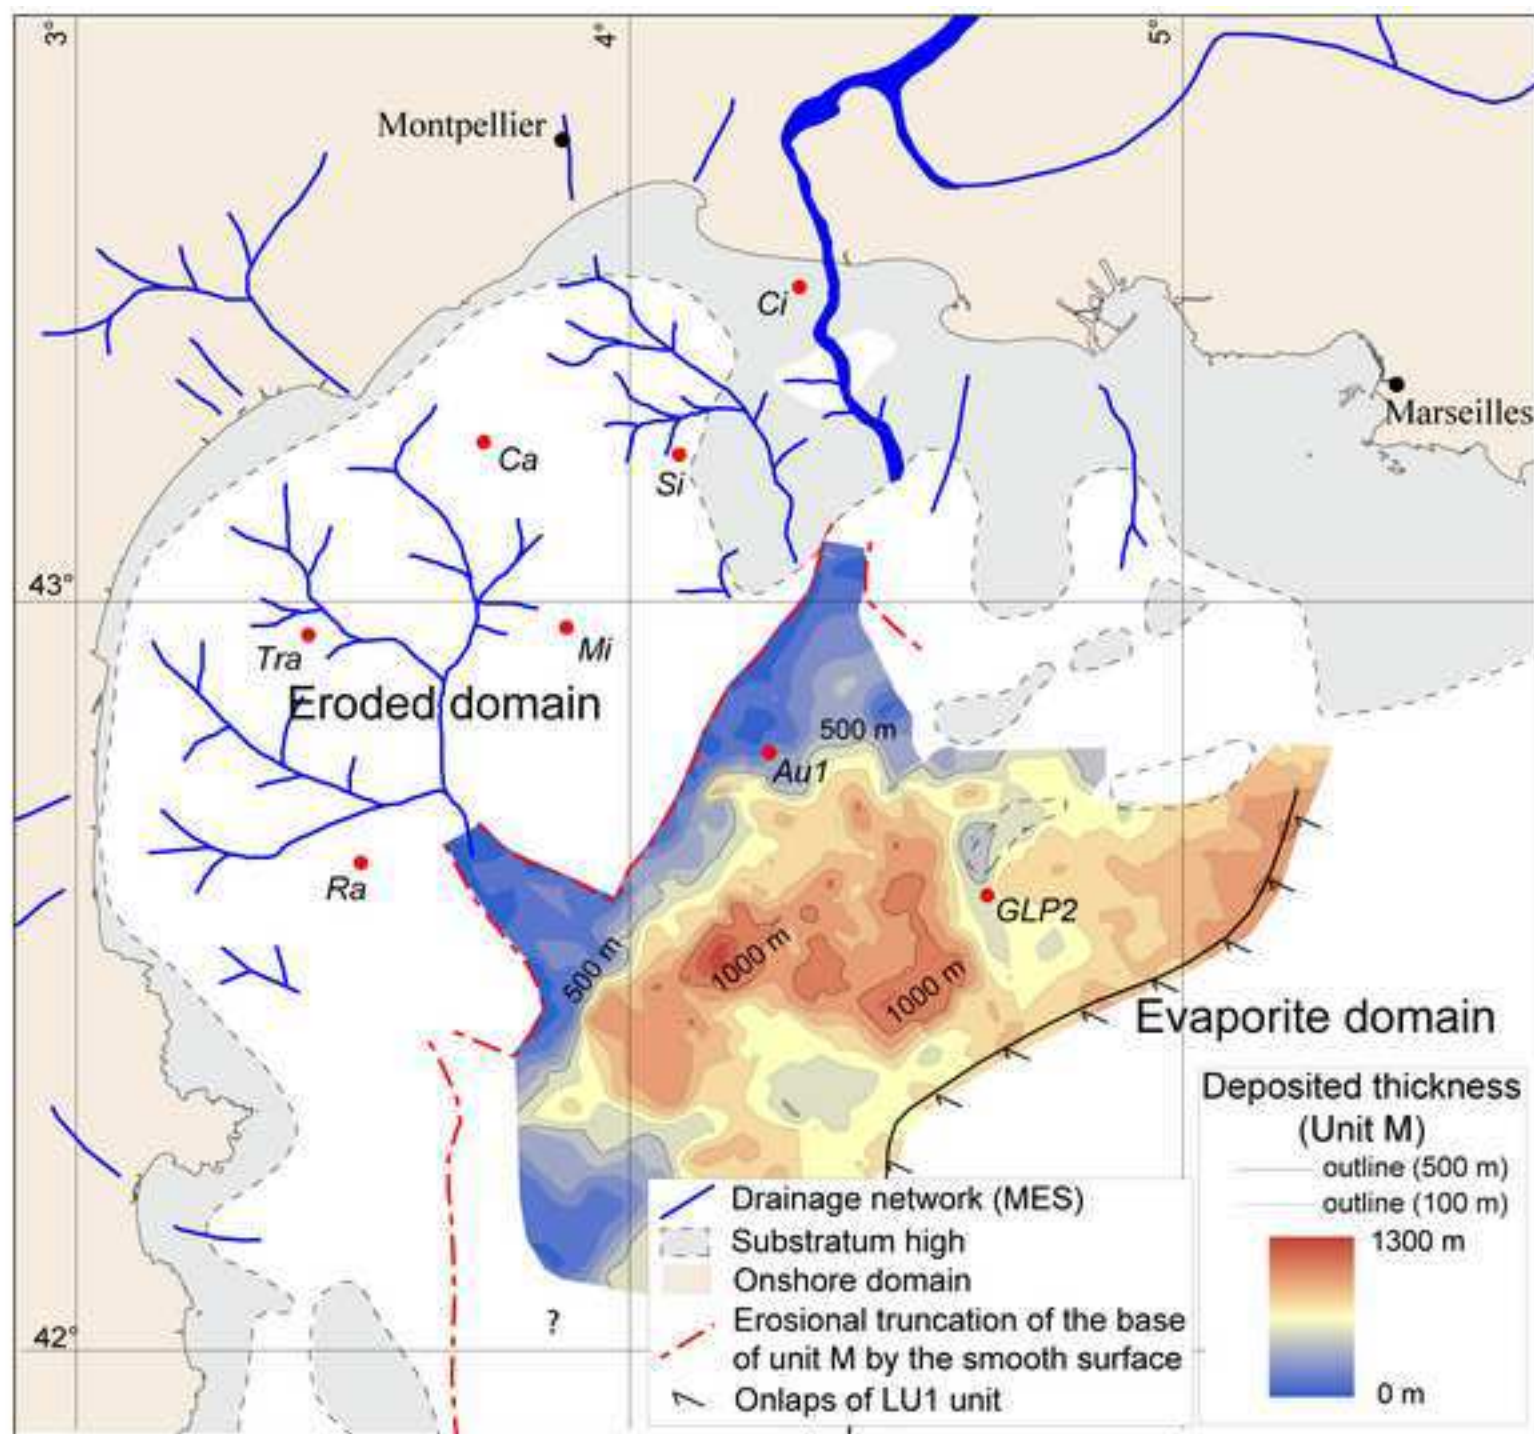 3°
4°
5°
Montpellier
Ci
Marseilles
Ca
Si
43°
Tra
Mi
Eroded domain
500 m
Au1
Ra
GLP2
500 m
1000 m
1000 m
Evaporite domain
Deposited thickness
(Unit M)
outline (500 m)
outline (100 m)
1300 m
0 m
Drainage network (MES)
Substratum high
Onshore domain
Erosional truncation of the base
of unit M by the smooth surface
Onlaps of LU1 unit
?
42°